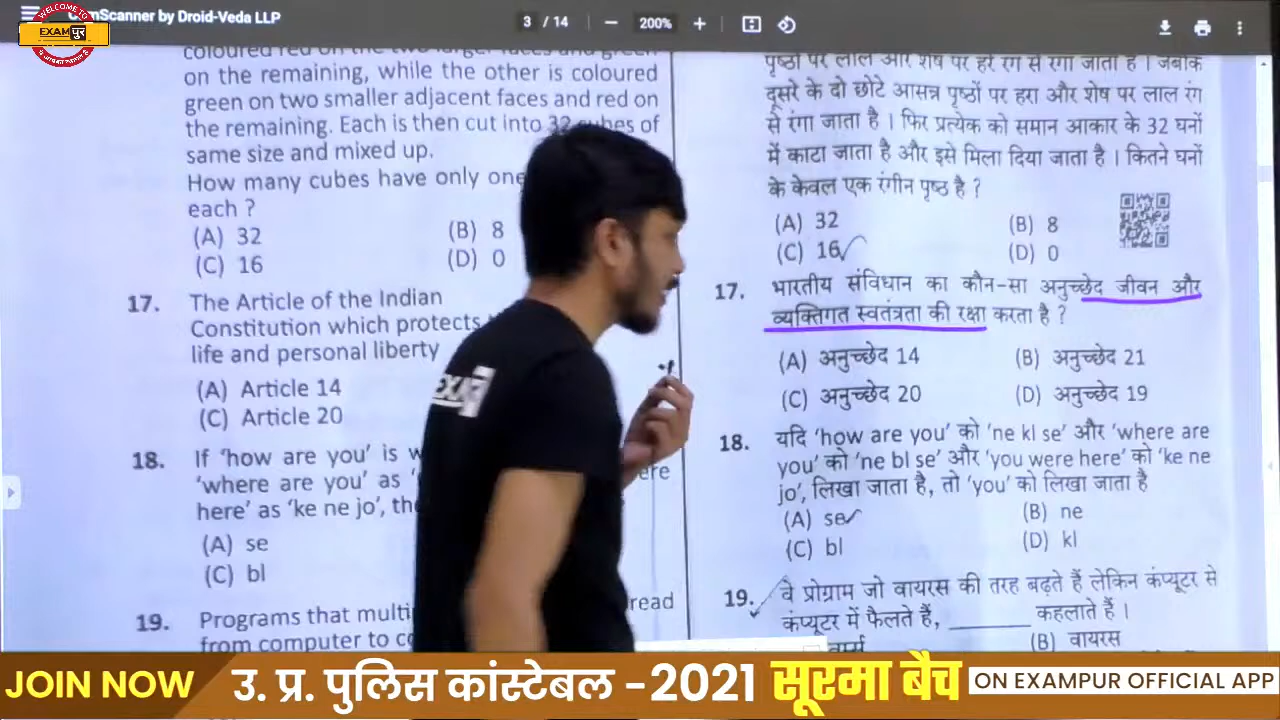 WELCOME TO
EXAMपुर
CamScanner by Droid-Veda LLP
3 / 14
200%
coloured red on the two larger faces and green
on the remaining, while the other is coloured
green on two smaller adjacent faces and red on
the remaining. Each is then cut into 32 cubes of
same size and mixed up.
How many cubes have only one
each ?
(A) 32
(B) 8
(C) 16
(D) 0
17. The Article of the Indian
Constitution which protects
life and personal liberty
(A) Article 14
(C) Article 20
18. If 'how are you' is
'where are you' as
here' as 'ke ne jo',
(A) se
(C) bl
19. Programs that
read
from computer to
पृष्ठों पर लाल और शेष पर हरे रंग से रंगा जाता है । जबकि
दूसरे के दो छोटे आसन्न पृष्ठों पर हरा और शेष पर लाल रंग
से रंगा जाता है । फिर प्रत्येक को समान आकार के 32 घनों
में काटा जाता है और इसे मिला दिया जाता है । कितने घनों
के केवल एक रंगीन पृष्ठ है ?
(A) 32
(B) 8
(C) 16
(D) 0
17. भारतीय संविधान का कौन-सा अनुच्छेद जीवन और
व्यक्तिगत स्वतंत्रता की रक्षा करता है ?
(A) अनुच्छेद 14
(B) अनुच्छेद 21
(C) अनुच्छेद 20
(D) अनुच्छेद 19
18. यदि 'how are you' को 'ne kl se' और 'where are
you' को 'ne bl se' और 'you were here' को 'ke ne
jo', लिखा जाता है, तो 'you' को लिखा जाता है
(A) se
(B) ne
(C) bl
(D) kl
19. वे प्रोग्राम जो वायरस की तरह बढ़ते हैं लेकिन कंप्यूटर से
कंप्यूटर में फैलते हैं, ________ कहलाते हैं ।
(B) वायरस
JOIN NOW
उ. प्र. पुलिस कांस्टेबल -2021 सूरमा बैच
ON EXAMPUR OFFICIAL APP